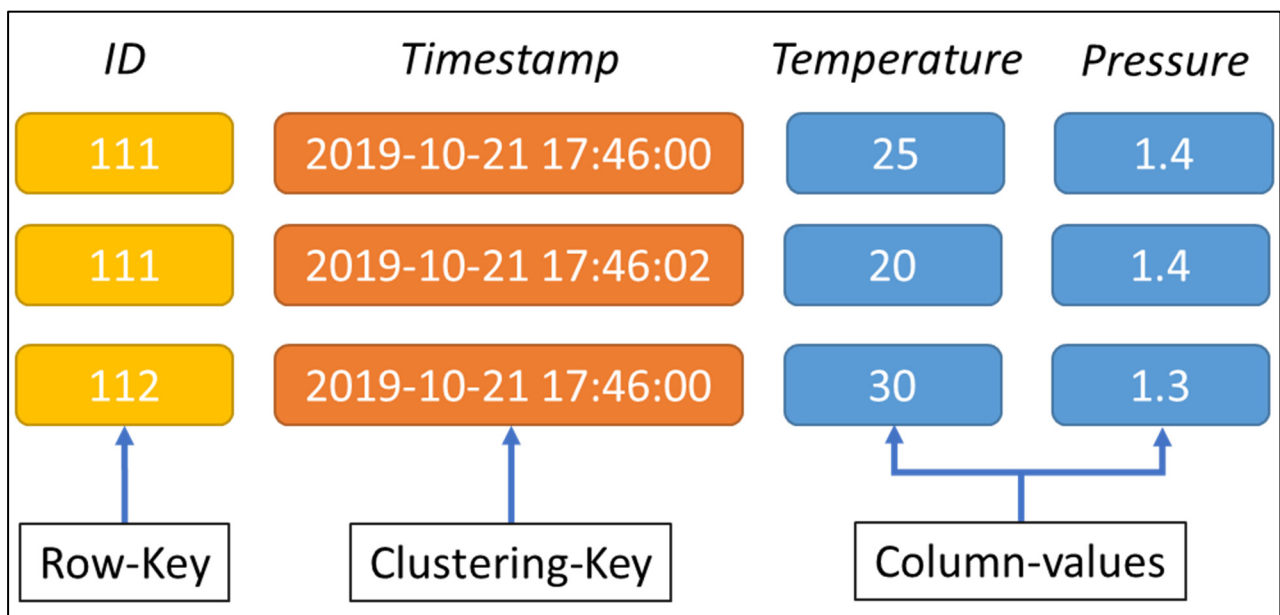 ID Timestamp Temperature Pressure
111 2019-10-21 17:46:00 25 1.4
111 2019-10-21 17:46:02 20 1.4
112 2019-10-21 17:46:00 30 1.3
Row-Key Clustering-Key Column-values